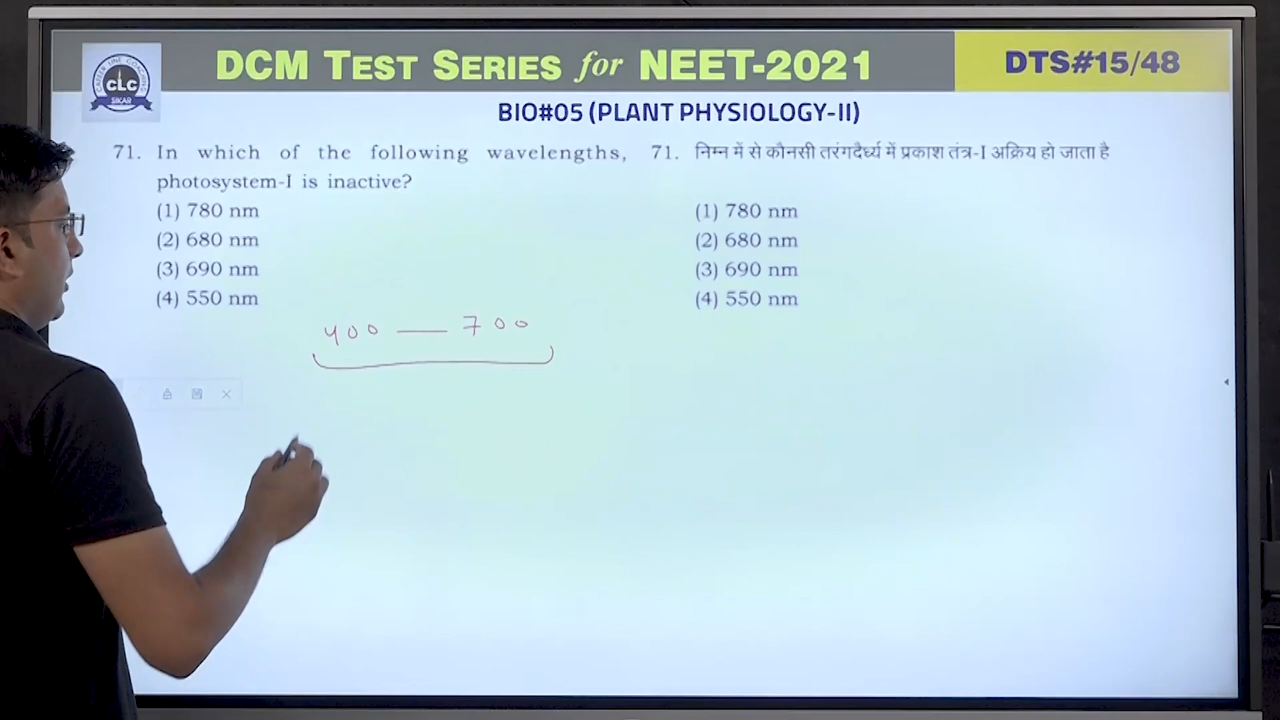 DCM TEST SERIES for NEET-2021
DTS#15/48
CLC
SIKAR
BIO#05 (PLANT PHYSIOLOGY-II)
71. In which of the following wavelengths,
photosystem-I is inactive?
(1) 780 nm
(2) 680 nm
(3) 690 nm
(4) 550 nm
71. निम्न में से कौनसी तरंगदैर्ध्य में प्रकाश तंत्र-I अक्रिय हो जाता है
(1) 780 nm
(2) 680 nm
(3) 690 nm
(4) 550 nm
400 — 700